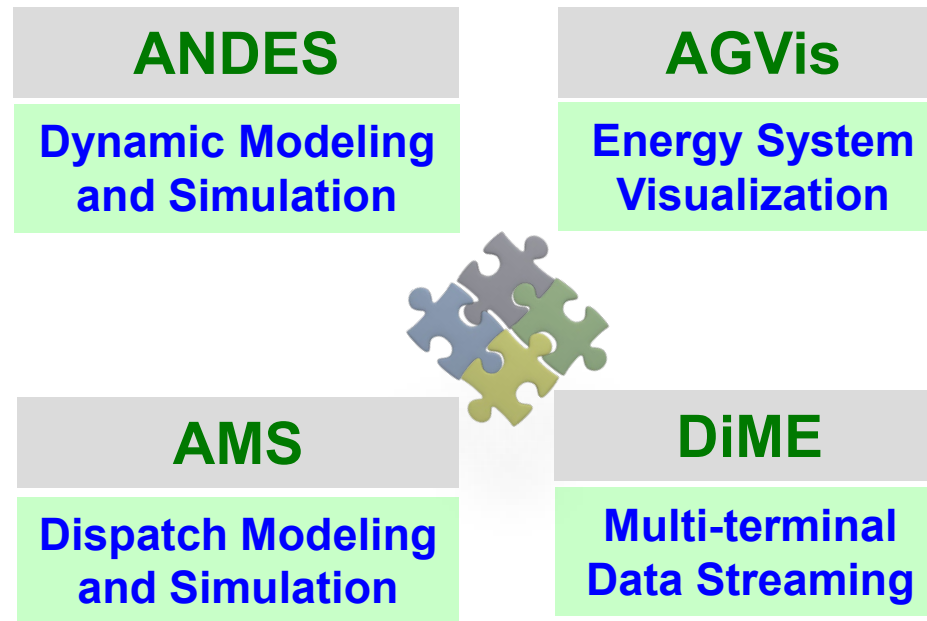 ANDES
Dynamic Modeling
and Simulation
AGVis
Energy System
Visualization
AMS
Dispatch Modeling
and Simulation
DiME
Multi-terminal
Data Streaming